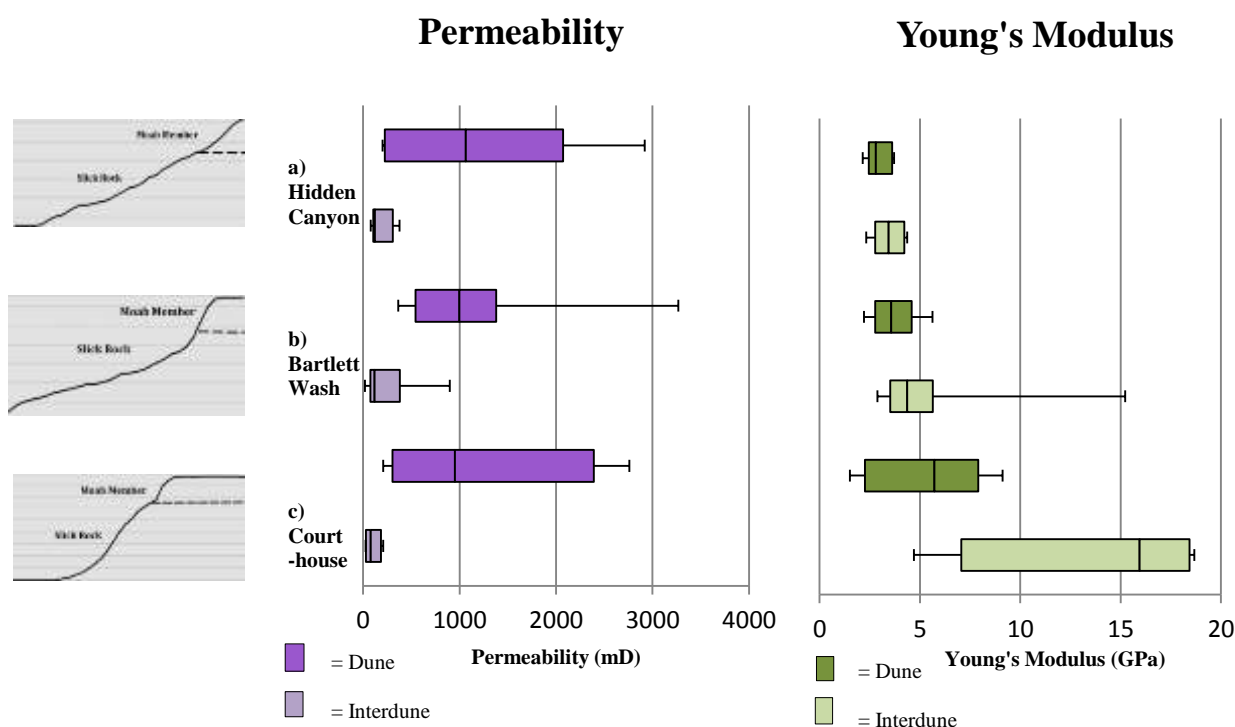 Permeability
Young's Modulus
Moab Member
Slick Rock
a)
Hidden
Canyon
Moab Member
Slick Rock
b)
Bartlett
Wash
Moab Member
Slick Rock
c)
Court
-house
0 1000 2000 3000 4000
Permeability (mD)
= Dune
= Interdune
0 5 10 15 20
Young's Modulus (GPa)
= Dune
= Interdune